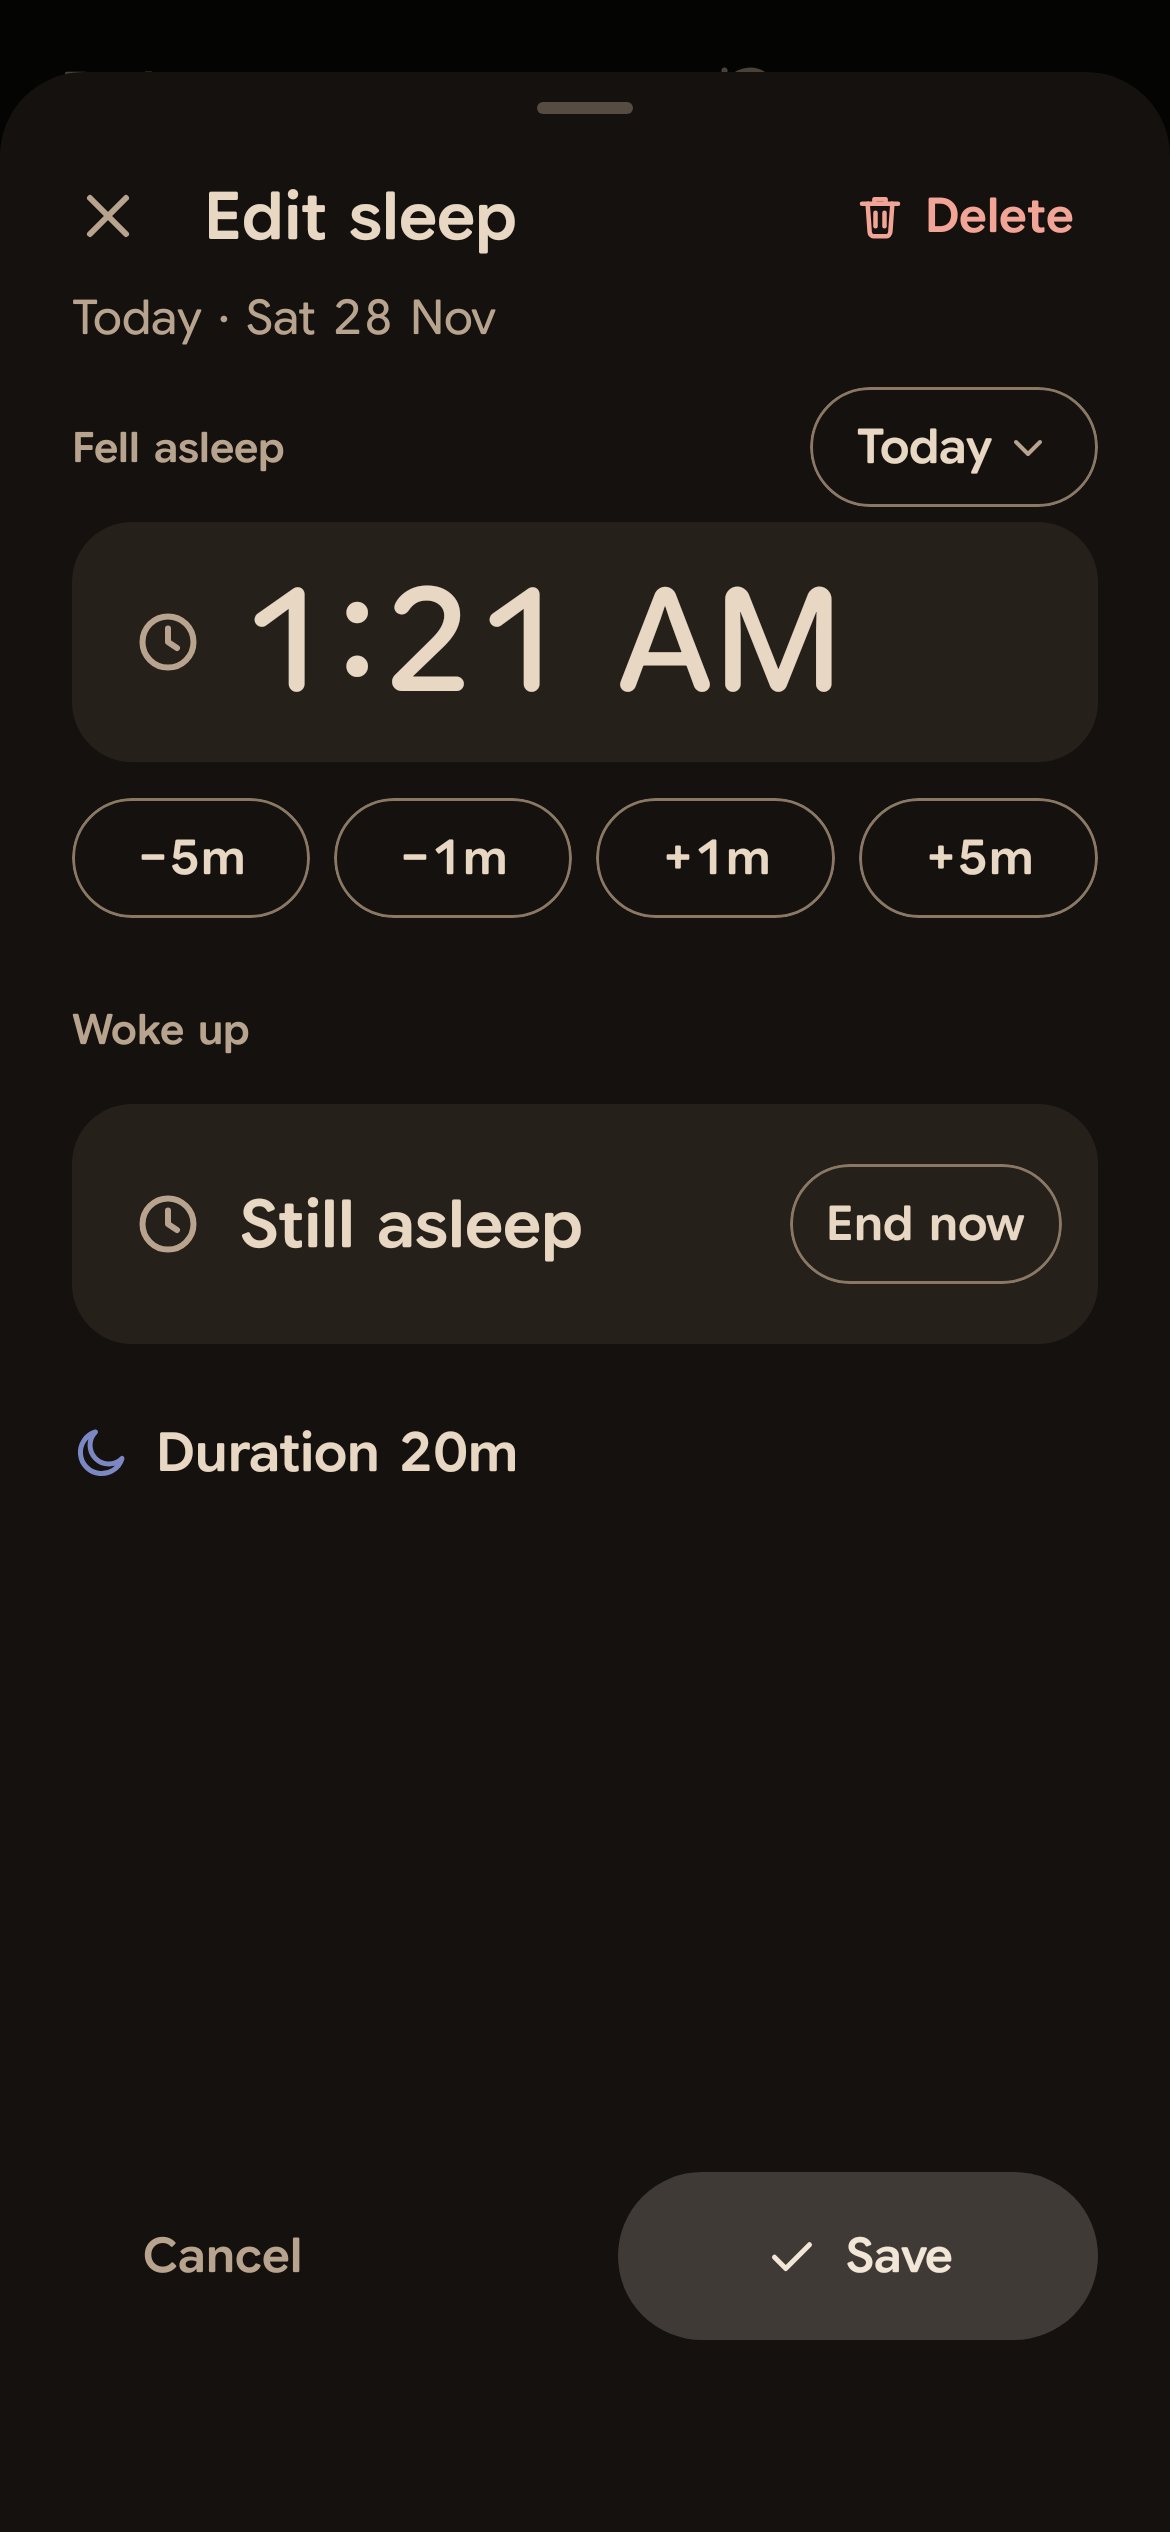 Edit sleep
Delete
Today · Sat 28 Nov
Fell asleep
Today
1:21 AM
−5m
−1m
+1m
+5m
Woke up
Still asleep
End now
Duration 20m
Cancel
Save